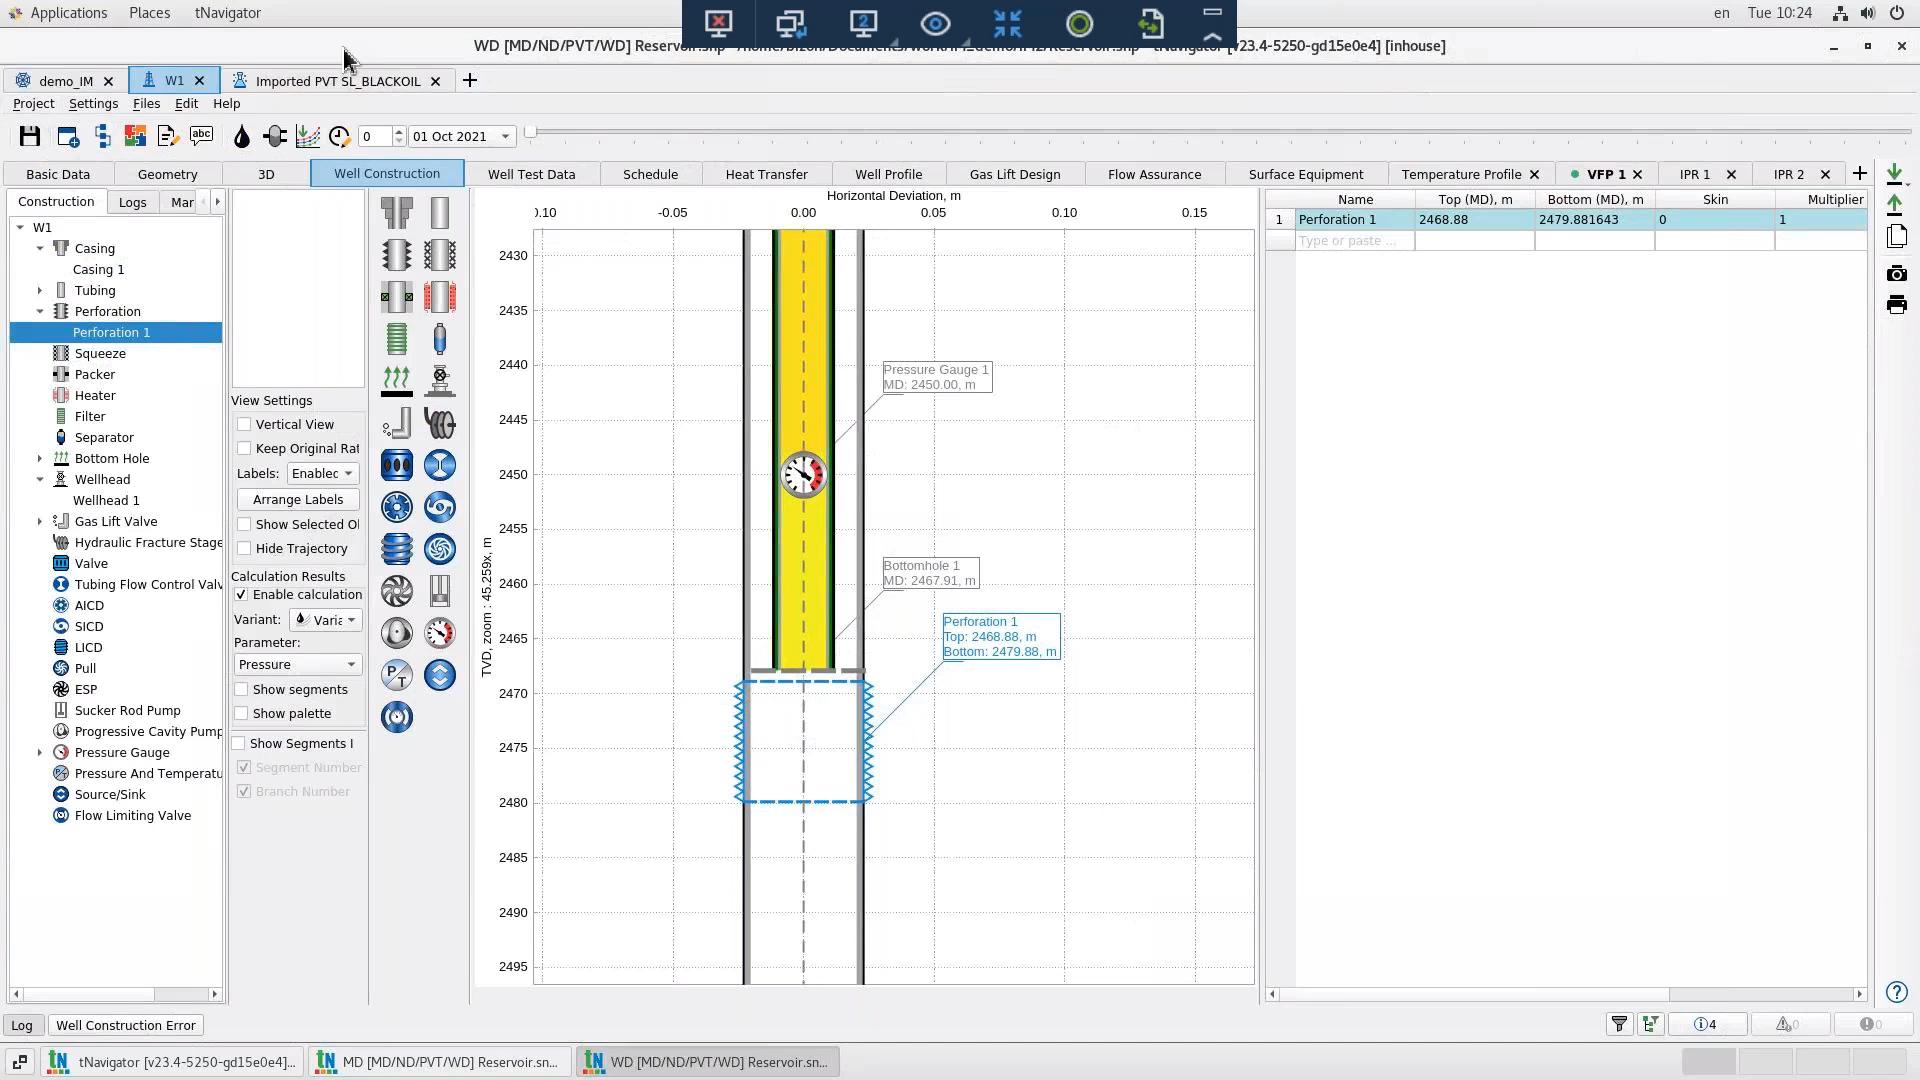 Applications Places tNavigator
en Tue 10:24
WD [MD/ND/PVT/WD] [v23.4-5250-gd15e0e4] [inhouse]
demo_IM W1 Imported PVT SL_BLACKOIL
Project Settings Files Edit Help
abc 0 01 Oct 2021
Basic Data Geometry 3D Well Construction Well Test Data Schedule Heat Transfer Well Profile Gas Lift Design Flow Assurance Surface Equipment Temperature Profile VFP 1 IPR 1 IPR 2
Construction Logs Mar
W1
Casing
Casing 1
Tubing
Perforation
Perforation 1
Squeeze
Packer
Heater
Filter
Separator
Bottom Hole
Wellhead
Wellhead 1
Gas Lift Valve
Hydraulic Fracture Stage
Valve
Tubing Flow Control Valv
AICD
SICD
LICD
Pull
ESP
Sucker Rod Pump
Progressive Cavity Pump
Pressure Gauge
Pressure And Temperatu
Source/Sink
Flow Limiting Valve
View Settings
Vertical View
Keep Original Rat
Labels: Enablec
Arrange Labels
Show Selected Ol
Hide Trajectory
Calculation Results
Enable calculation
Variant: Varia
Parameter:
Pressure
Show segments
Show palette
Show Segments I
Segment Number
Branch Number
P/T
Horizontal Deviation, m
0.10 -0.05 0.00 0.05 0.10 0.15
TVD, zoom : 45.259x, m
2430
2435
2440
2445
2450
2455
2460
2465
2470
2475
2480
2485
2490
2495
Pressure Gauge 1
MD: 2450.00, m
Bottomhole 1
MD: 2467.91, m
Perforation 1
Top: 2468.88, m
Bottom: 2479.88, m
Name Top (MD), m Bottom (MD), m Skin Multiplier
1 Perforation 1 2468.88 2479.881643 0 1
Type or paste ...
Log Well Construction Error
4 0 0
tNavigator [v23.4-5250-gd15e0e4]... MD [MD/ND/PVT/WD] Reservoir.sn... WD [MD/ND/PVT/WD] Reservoir.sn...